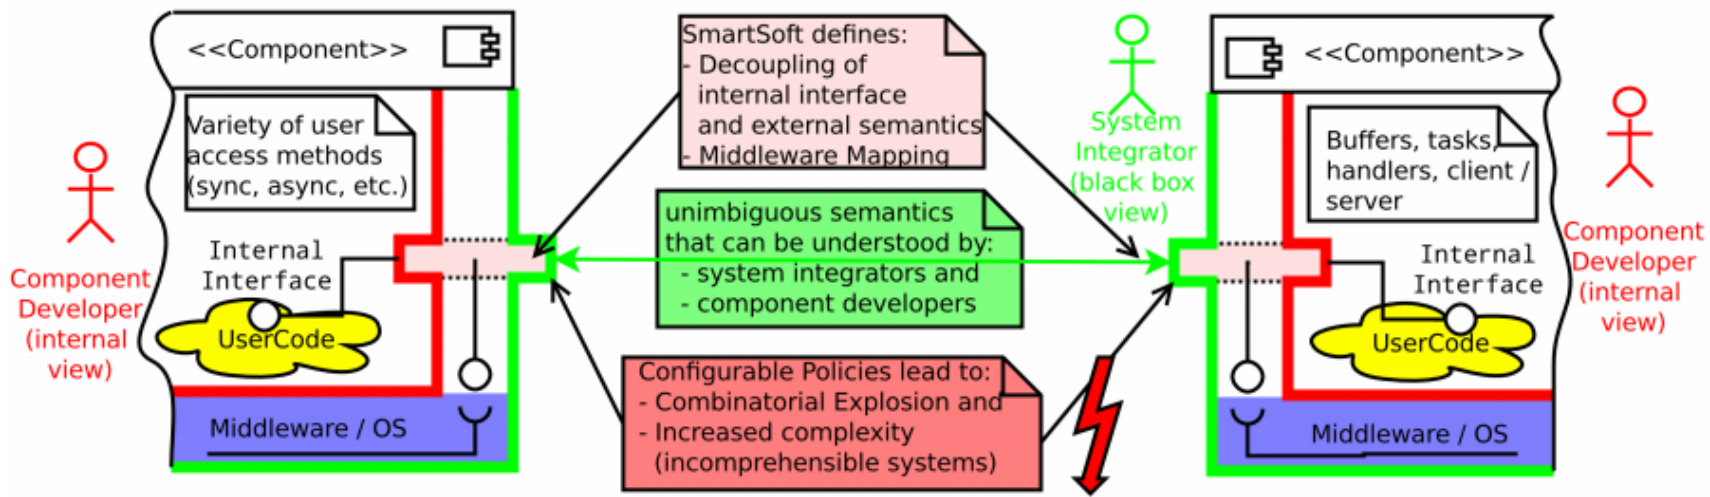 <<Component>>
Variety of user
access methods
(sync, async, etc.)
Component
Developer
(internal
view)
Internal
Interface
UserCode
Middleware / OS
SmartSoft defines:
- Decoupling of
internal interface
and external semantics
- Middleware Mapping
unimbiguous semantics
that can be understood by:
- system integrators and
- component developers
Configurable Policies lead to:
- Combinatorial Explosion and
- Increased complexity
(incomprehensible systems)
System
Integrator
(black box
view)
<<Component>>
Buffers, tasks,
handlers, client /
server
Internal
Interface
UserCode
Middleware / OS
Component
Developer
(internal
view)